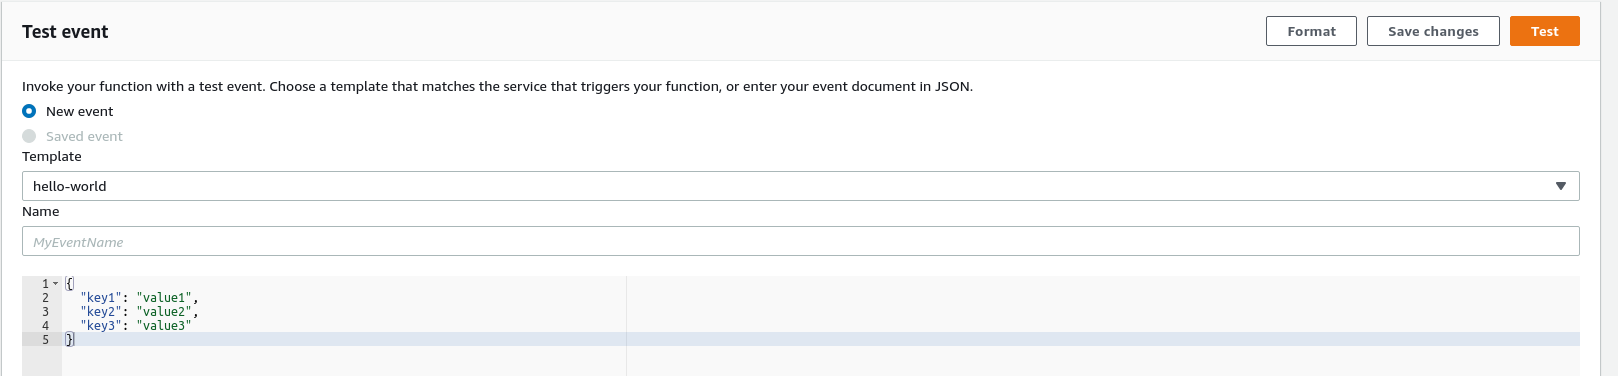 Test event
Format
Save changes
Test
Invoke your function with a test event. Choose a template that matches the service that triggers your function, or enter your event document in JSON.
New event
Saved event
Template
hello-world
Name
MyEventName
1 {
2 "key1": "value1",
3 "key2": "value2",
4 "key3": "value3"
5 }